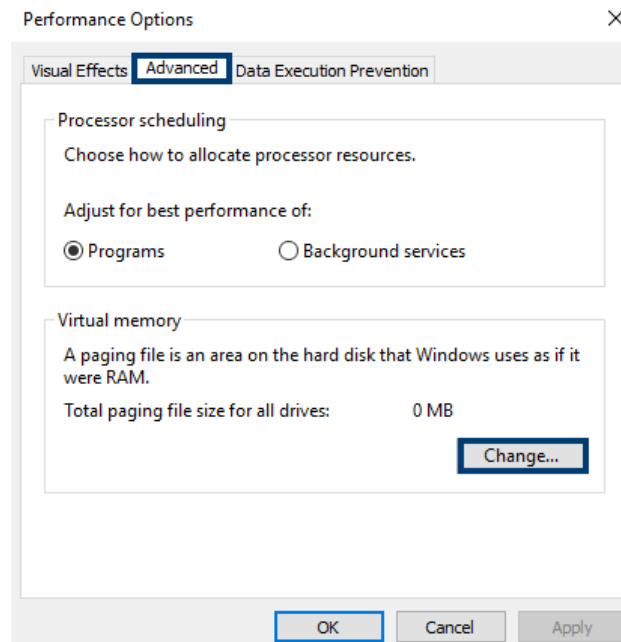 Performance Options
Visual Effects Advanced Data Execution Prevention
Processor scheduling
Choose how to allocate processor resources.
Adjust for best performance of:
Programs Background services
Virtual memory
A paging file is an area on the hard disk that Windows uses as if it
were RAM.
Total paging file size for all drives: 0 MB
Change...
OK Cancel Apply